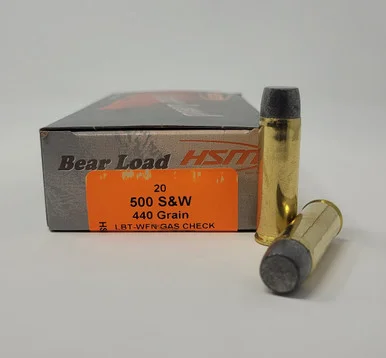 Bear Load HSM
20
500 S&W
440 Grain
LBT-WFN GAS CHECK